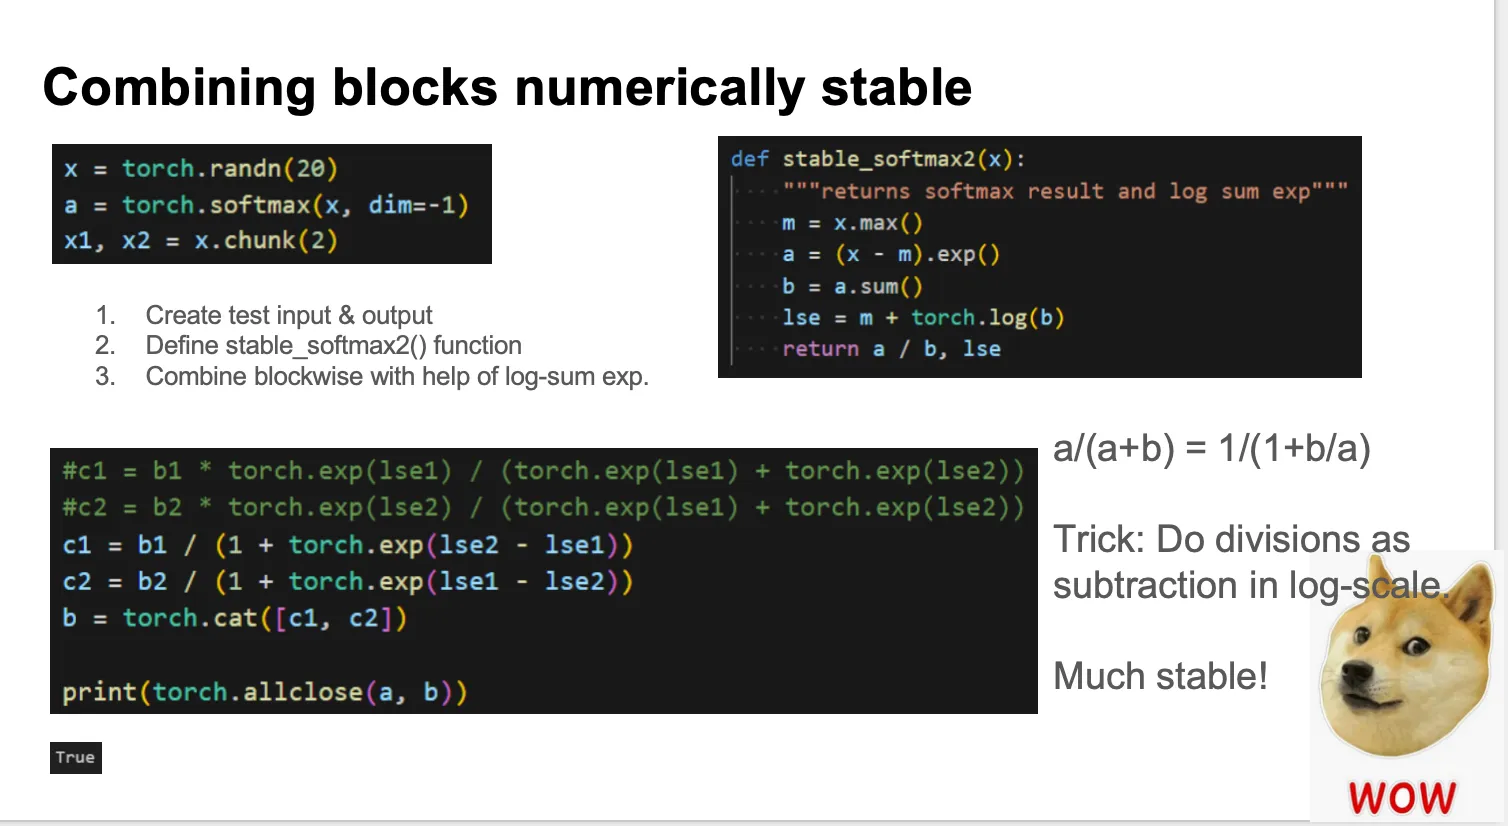 Combining blocks numerically stable
x = torch.randn(20)
a = torch.softmax(x, dim=-1)
x1, x2 = x.chunk(2)
1. Create test input & output
2. Define stable_softmax2() function
3. Combine blockwise with help of log-sum exp.
def stable_softmax2(x):
    """returns softmax result and log sum exp"""
    m = x.max()
    a = (x - m).exp()
    b = a.sum()
    lse = m + torch.log(b)
    return a / b, lse
#c1 = b1 * torch.exp(lse1) / (torch.exp(lse1) + torch.exp(lse2))
#c2 = b2 * torch.exp(lse2) / (torch.exp(lse1) + torch.exp(lse2))
c1 = b1 / (1 + torch.exp(lse2 - lse1))
c2 = b2 / (1 + torch.exp(lse1 - lse2))
b = torch.cat([c1, c2])
print(torch.allclose(a, b))
True
a/(a+b) = 1/(1+b/a)
Trick: Do divisions as
subtraction in log-scale.
Much stable!
WOW